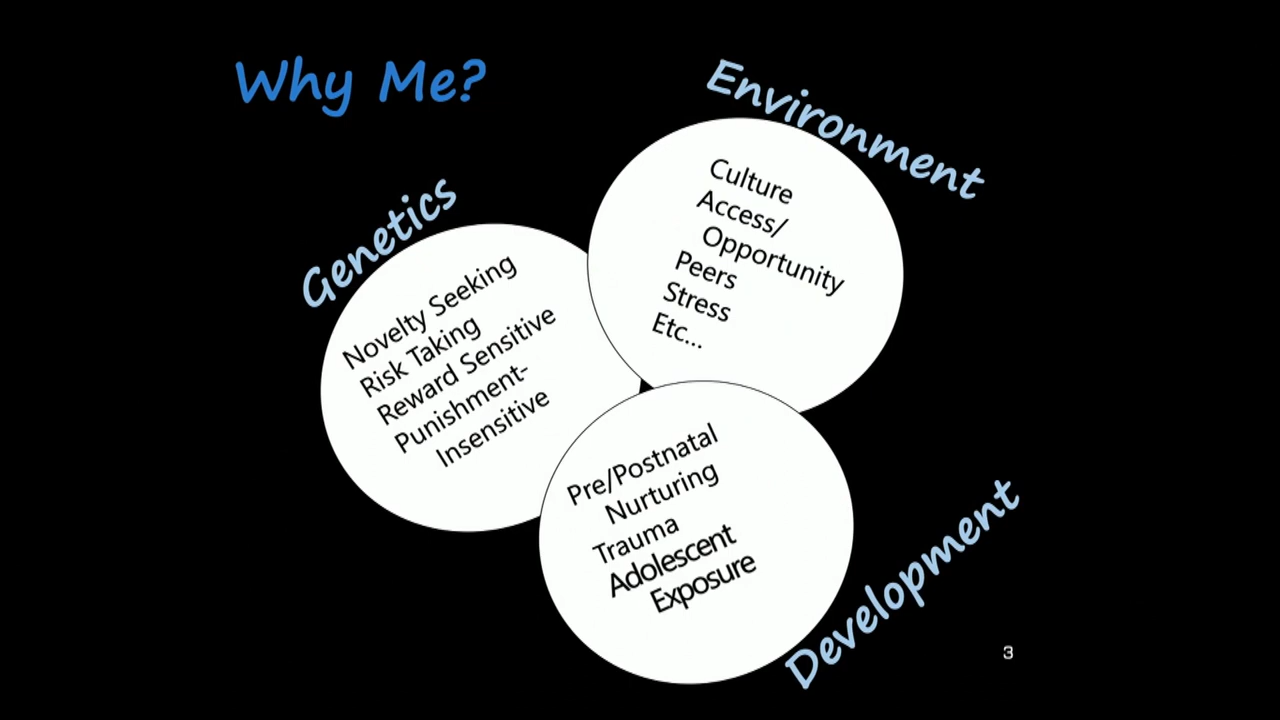 Why Me?
Genetics
Novelty Seeking
Risk Taking
Reward Sensitive
Punishment-
Insensitive
Environment
Culture
Access/
Opportunity
Peers
Stress
Etc...
Development
Pre/Postnatal
Nurturing
Trauma
Adolescent
Exposure
3